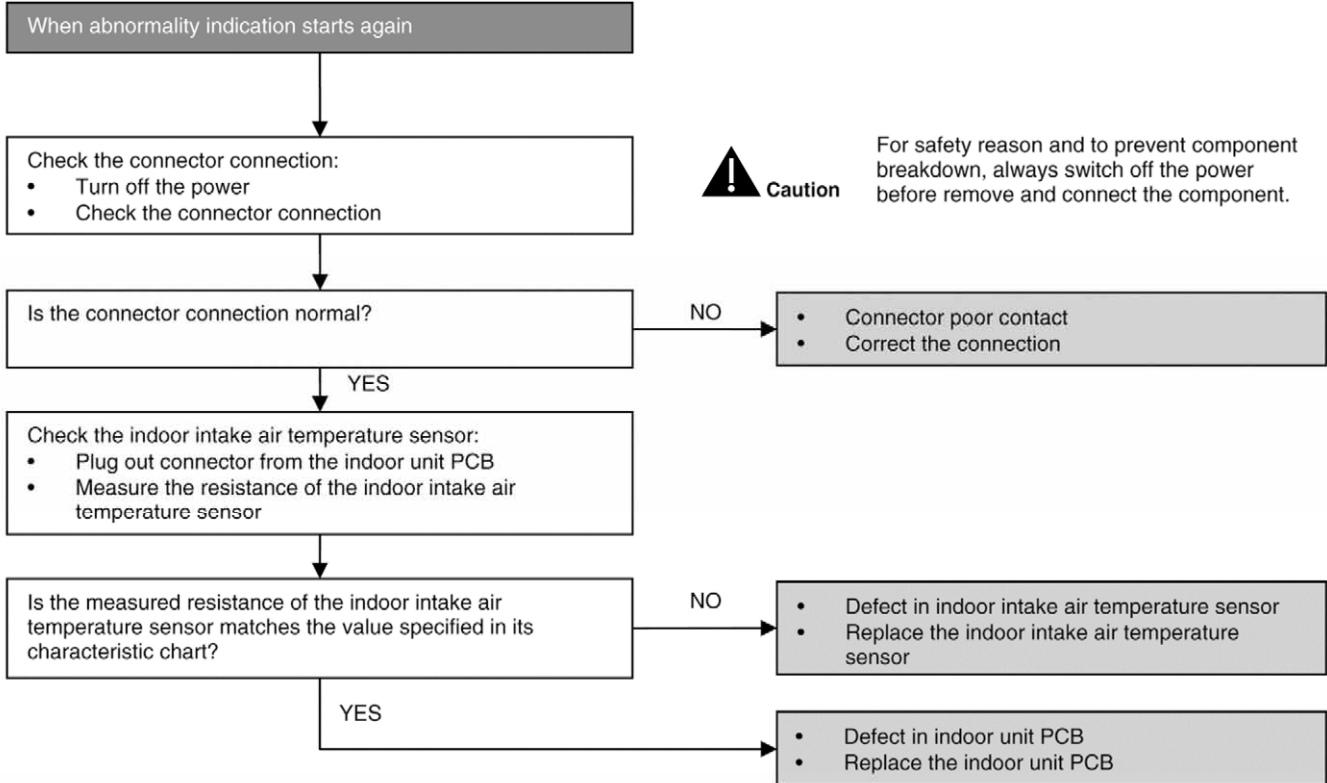 When abnormality indication starts again
Check the connector connection:
• Turn off the power
• Check the connector connection
Caution
For safety reason and to prevent component
breakdown, always switch off the power
before remove and connect the component.
Is the connector connection normal?
NO
• Connector poor contact
• Correct the connection
YES
Check the indoor intake air temperature sensor:
• Plug out connector from the indoor unit PCB
• Measure the resistance of the indoor intake air
temperature sensor
Is the measured resistance of the indoor intake air
temperature sensor matches the value specified in its
characteristic chart?
NO
• Defect in indoor intake air temperature sensor
• Replace the indoor intake air temperature
sensor
YES
• Defect in indoor unit PCB
• Replace the indoor unit PCB